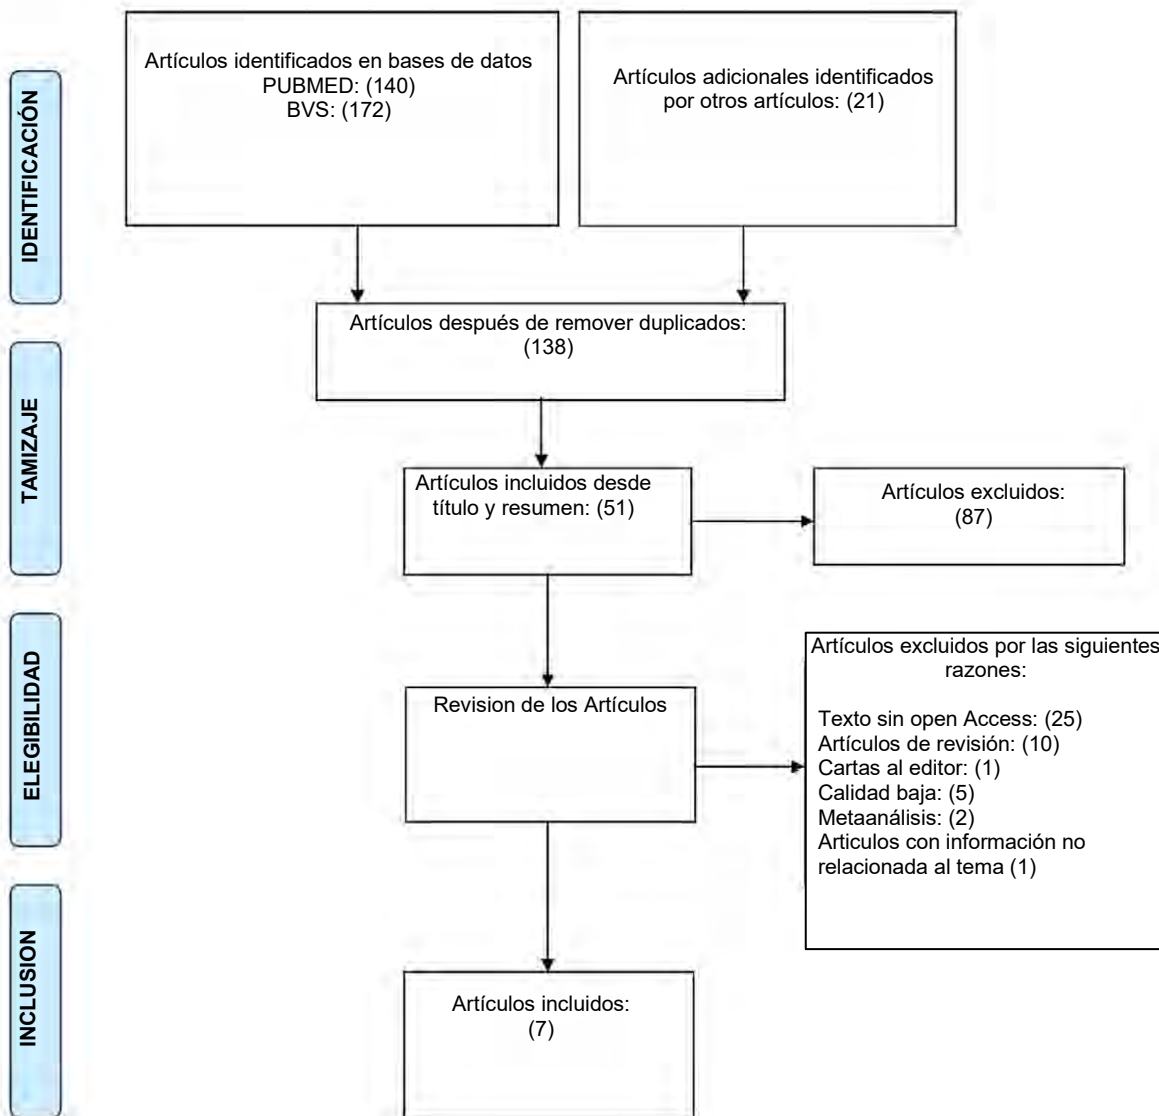 IDENTIFICACIÓN
Artículos identificados en bases de datos
PUBMED: (140)
BVS: (172)
Artículos adicionales identificados
por otros artículos: (21)
Artículos después de remover duplicados:
(138)
TAMIZAJE
Artículos incluidos desde
título y resumen: (51)
Artículos excluidos:
(87)
ELEGIBILIDAD
Revision de los Artículos
Artículos excluidos por las siguientes
razones:
Texto sin open Access: (25)
Artículos de revisión: (10)
Cartas al editor: (1)
Calidad baja: (5)
Metaanálisis: (2)
Articulos con información no
relacionada al tema (1)
INCLUSION
Artículos incluidos:
(7)